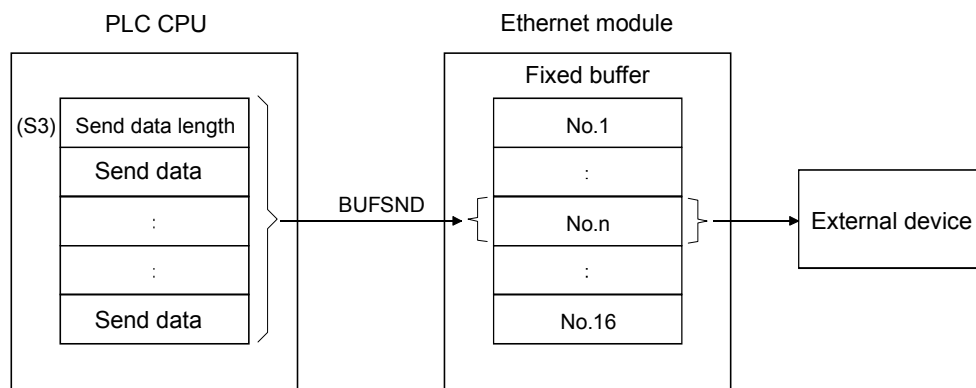 PLC CPU
Ethernet module
Fixed buffer
(S3) Send data length
Send data
:
:
Send data
BUFSND
No.1
:
No.n
:
No.16
External device